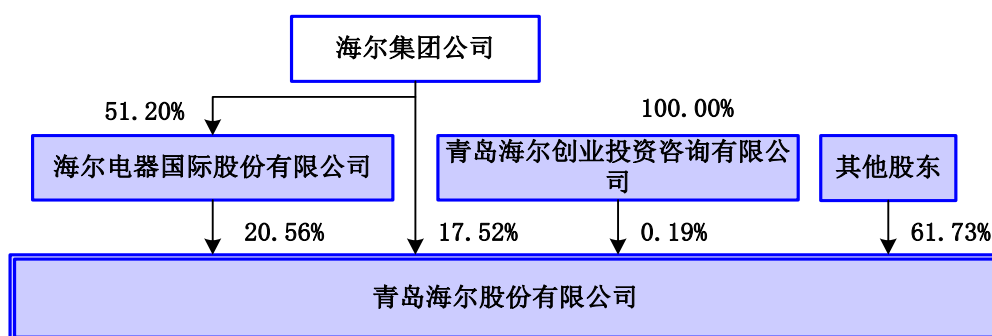 海尔集团公司
51.20%
100.00%
海尔电器国际股份有限公司
青岛海尔创业投资咨询有限公
司
其他股东
20.56%
17.52%
0.19%
61.73%
青岛海尔股份有限公司